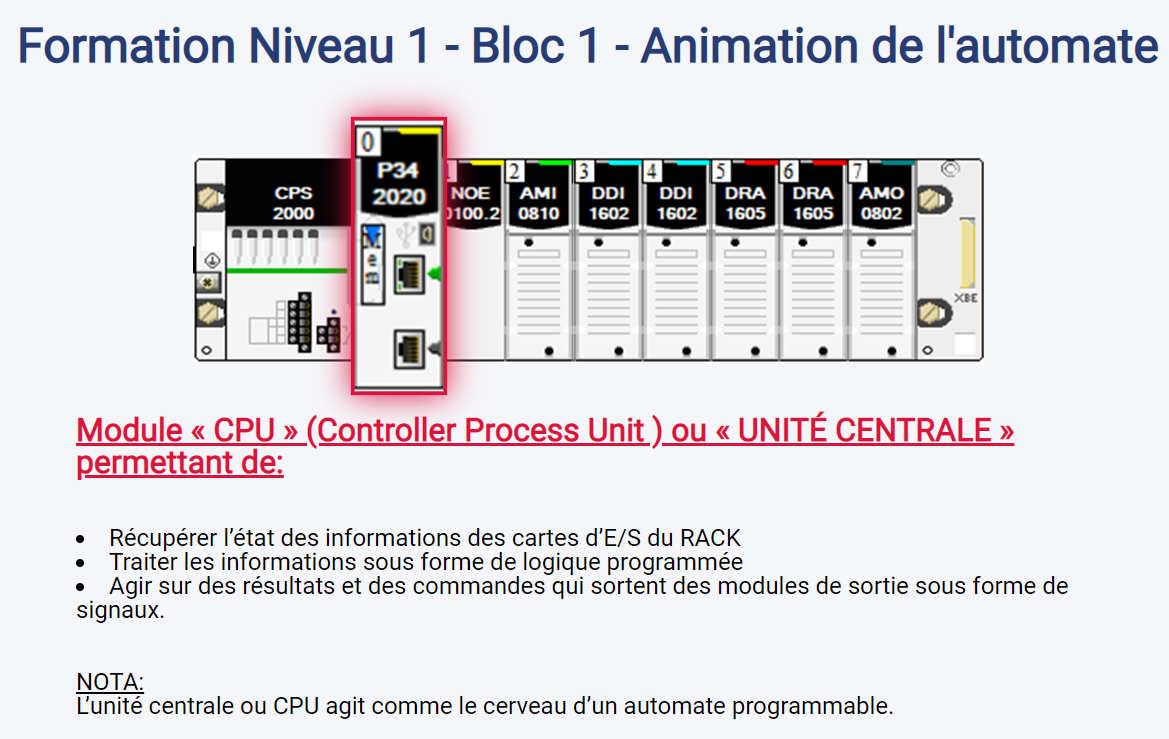 Formation Niveau 1 - Bloc 1 - Animation de l'automate
CPS
2000
0
P34
2020
Mem
NOE
0100.2
2
AMI
0810
3
DDI
1602
4
DDI
1602
5
DRA
1605
6
DRA
1605
7
AMO
0802
XBE
Module « CPU » (Controller Process Unit ) ou « UNITÉ CENTRALE »
permettant de:
• Récupérer l’état des informations des cartes d’E/S du RACK
• Traiter les informations sous forme de logique programmée
• Agir sur des résultats et des commandes qui sortent des modules de sortie sous forme de
signaux.
NOTA:
L’unité centrale ou CPU agit comme le cerveau d’un automate programmable.